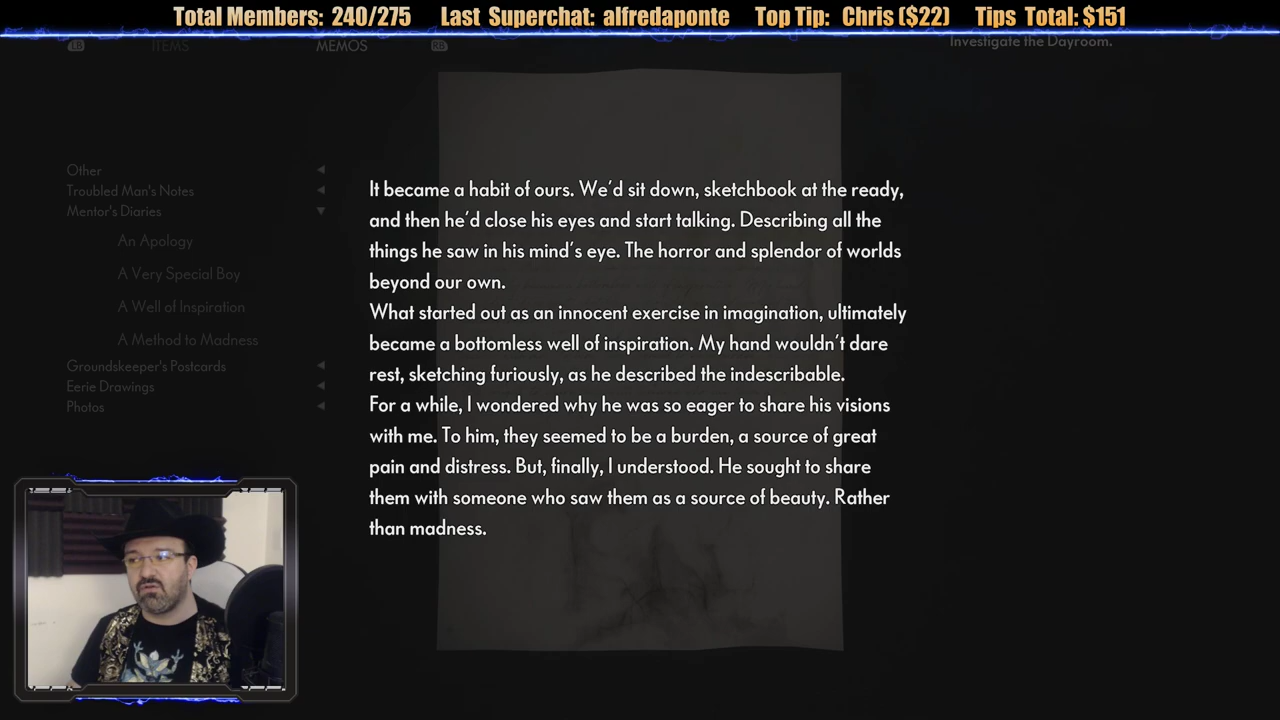 Total Members: 240/275 Last Superchat: alfredaponte Top Tip: Chris ($22) Tips Total: $151
LB ITEMS MEMOS RB
Investigate the Dayroom.
Other
Troubled Man's Notes
Mentor's Diaries
An Apology
A Very Special Boy
A Well of Inspiration
A Method to Madness
Groundskeeper's Postcards
Eerie Drawings
Photos
It became a habit of ours. We'd sit down, sketchbook at the ready,
and then he'd close his eyes and start talking. Describing all the
things he saw in his mind's eye. The horror and splendor of worlds
beyond our own.
What started out as an innocent exercise in imagination, ultimately
became a bottomless well of inspiration. My hand wouldn't dare
rest, sketching furiously, as he described the indescribable.
For a while, I wondered why he was so eager to share his visions
with me. To him, they seemed to be a burden, a source of great
pain and distress. But, finally, I understood. He sought to share
them with someone who saw them as a source of beauty. Rather
than madness.